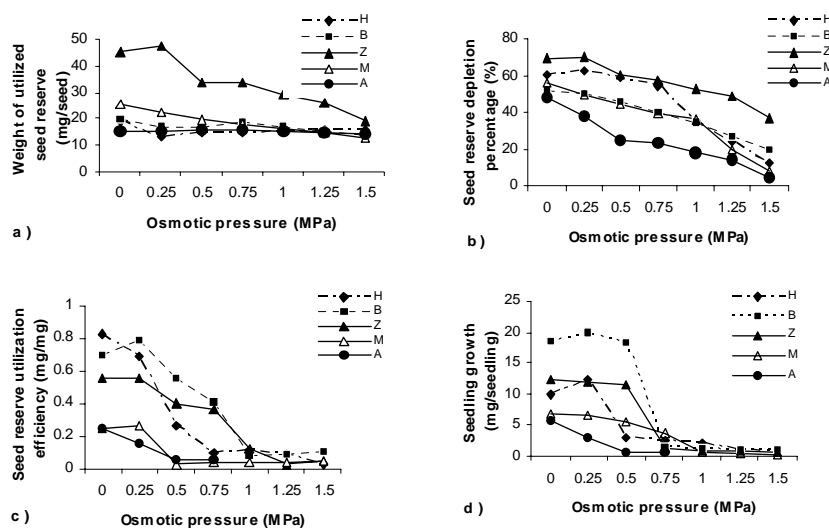 H
B
Z
M
A
50
40
30
20
10
0
Weight of utilized
seed reserve
(mg/seed)
0 0.25 0.5 0.75 1 1.25 1.5
Osmotic pressure (MPa)
a )
H
B
Z
M
A
80
60
40
20
0
Seed reserve depletion
percent age (%)
0 0.25 0.5 0.75 1 1.25 1.5
Osmotic pressure (MPa)
b )
H
B
Z
M
A
1
0.8
0.6
0.4
0.2
0
Seed reserve utilization
efficiency (mg/mg)
0 0.25 0.5 0.75 1 1.25 1.5
Osmotic pressure (MPa)
c )
H
B
Z
M
A
25
20
15
10
5
0
Seedling growth
(mg/seedling)
0 0.25 0.5 0.75 1 1.25 1.5
Osmotic pressure (MPa)
d )